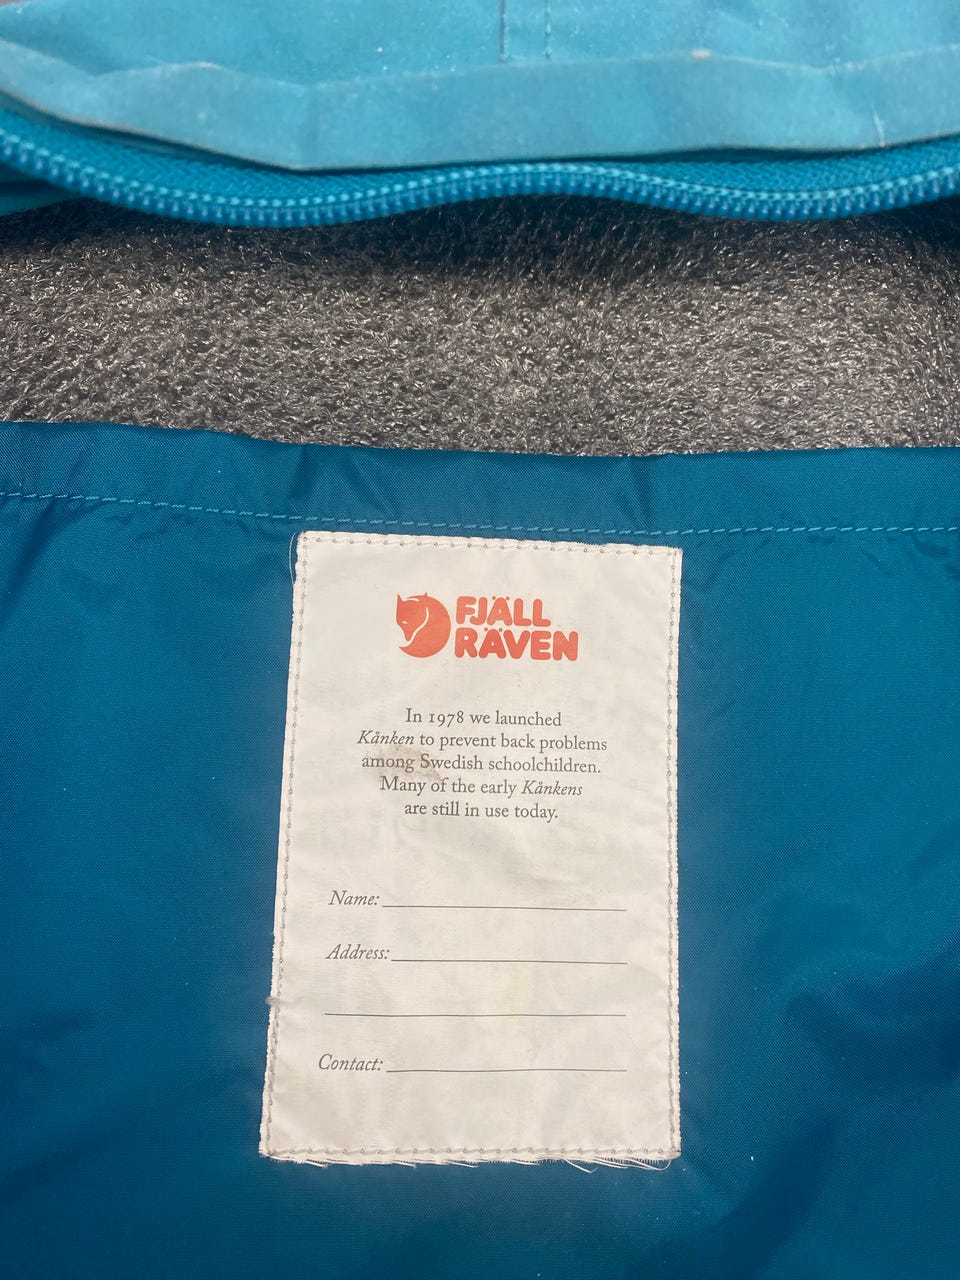 FJÄLL
RÄVEN
In 1978 we launched
Kånken to prevent back problems
among Swedish schoolchildren.
Many of the early Kånkens
are still in use today.
Name:
Address:
Contact: